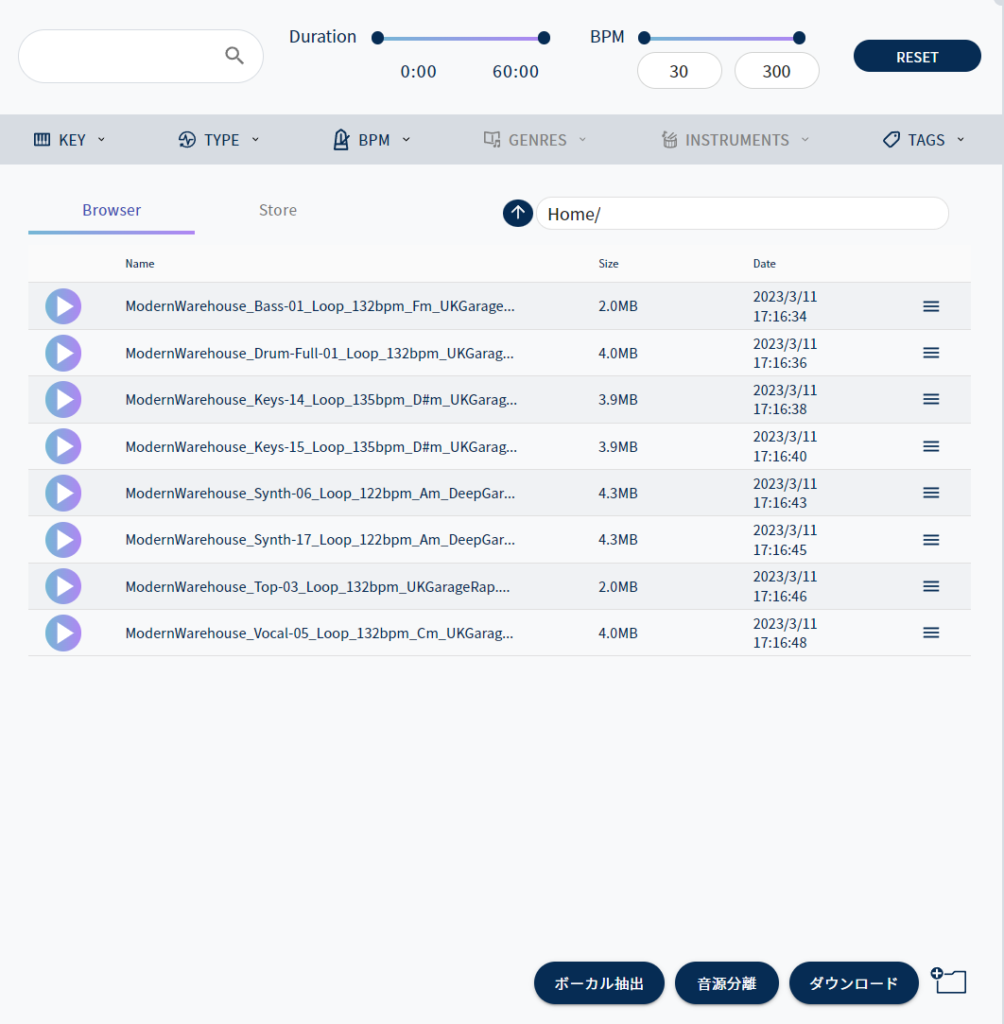 Duration
BPM
0:00 60:00
30 300
RESET
KEY TYPE BPM GENRES INSTRUMENTS TAGS
Browser Store
Home/
Name Size Date
ModernWarehouse_Bass-01_Loop_132bpm_Fm_UKGarage... 2.0MB 2023/3/11
17:16:34
ModernWarehouse_Drum-Full-01_Loop_132bpm_UKGarag... 4.0MB 2023/3/11
17:16:36
ModernWarehouse_Keys-14_Loop_135bpm_D#m_UKGarag... 3.9MB 2023/3/11
17:16:38
ModernWarehouse_Keys-15_Loop_135bpm_D#m_UKGarag... 3.9MB 2023/3/11
17:16:40
ModernWarehouse_Synth-06_Loop_122bpm_Am_DeepGar... 4.3MB 2023/3/11
17:16:43
ModernWarehouse_Synth-17_Loop_122bpm_Am_DeepGar... 4.3MB 2023/3/11
17:16:45
ModernWarehouse_Top-03_Loop_132bpm_UKGarageRap.... 2.0MB 2023/3/11
17:16:46
ModernWarehouse_Vocal-05_Loop_132bpm_Cm_UKGarag... 4.0MB 2023/3/11
17:16:48
ボーカル抽出 音源分離 ダウンロード